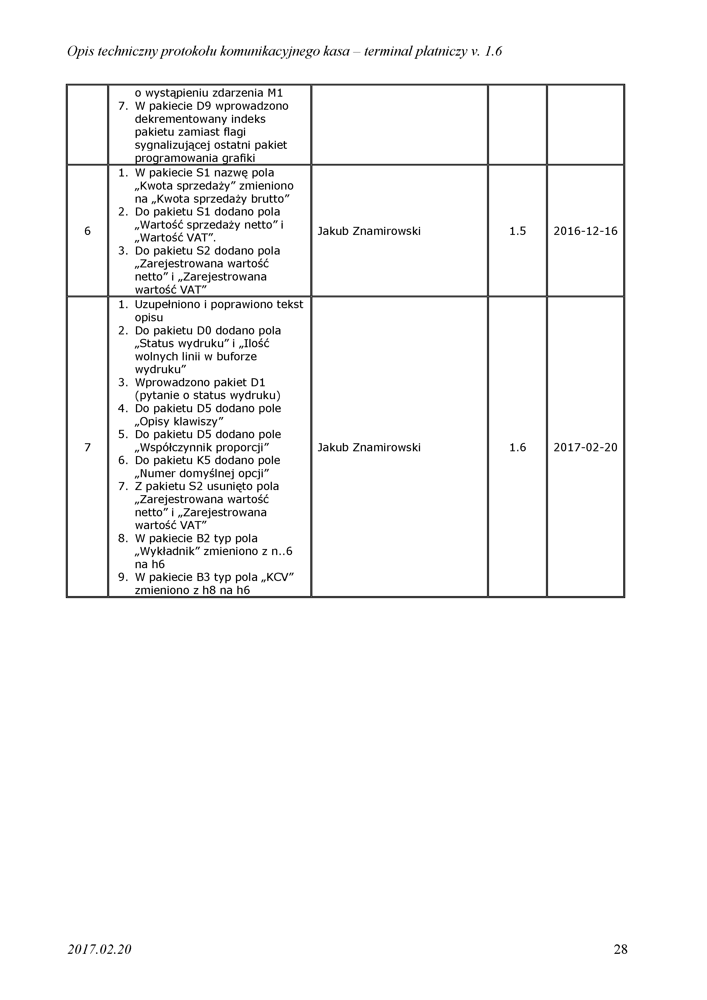 Opis techniczny protokołu komunikacyjnego kasa – terminal płatniczy v. 1.6
o wystąpieniu zdarzenia M1
7. W pakiecie D9 wprowadzono
dekrementowany indeks
pakietu zamiast flagi
sygnalizującej ostatni pakiet
programowania grafiki
6
1. W pakiecie S1 nazwę pola
„Kwota sprzedaży” zmieniono
na „Kwota sprzedaży brutto”
2. Do pakietu S1 dodano pola
„Wartość sprzedaży netto” i
„Wartość VAT”.
3. Do pakietu S2 dodano pola
„Zarejestrowana wartość
netto” i „Zarejestrowana
wartość VAT”
Jakub Znamirowski
1.5
2016-12-16
7
1. Uzupełniono i poprawiono tekst
opisu
2. Do pakietu D0 dodano pola
„Status wydruku” i „Ilość
wolnych linii w buforze
wydruku”
3. Wprowadzono pakiet D1
(pytanie o status wydruku)
4. Do pakietu D5 dodano pole
„Opisy klawiszy”
5. Do pakietu D5 dodano pole
„Współczynnik proporcji”
6. Do pakietu K5 dodano pole
„Numer domyślnej opcji”
7. Z pakietu S2 usunięto pola
„Zarejestrowana wartość
netto” i „Zarejestrowana
wartość VAT”
8. W pakiecie B2 typ pola
„Wykładnik” zmieniono z n..6
na h6
9. W pakiecie B3 typ pola „KCV”
zmieniono z h8 na h6
Jakub Znamirowski
1.6
2017-02-20
2017.02.20
28